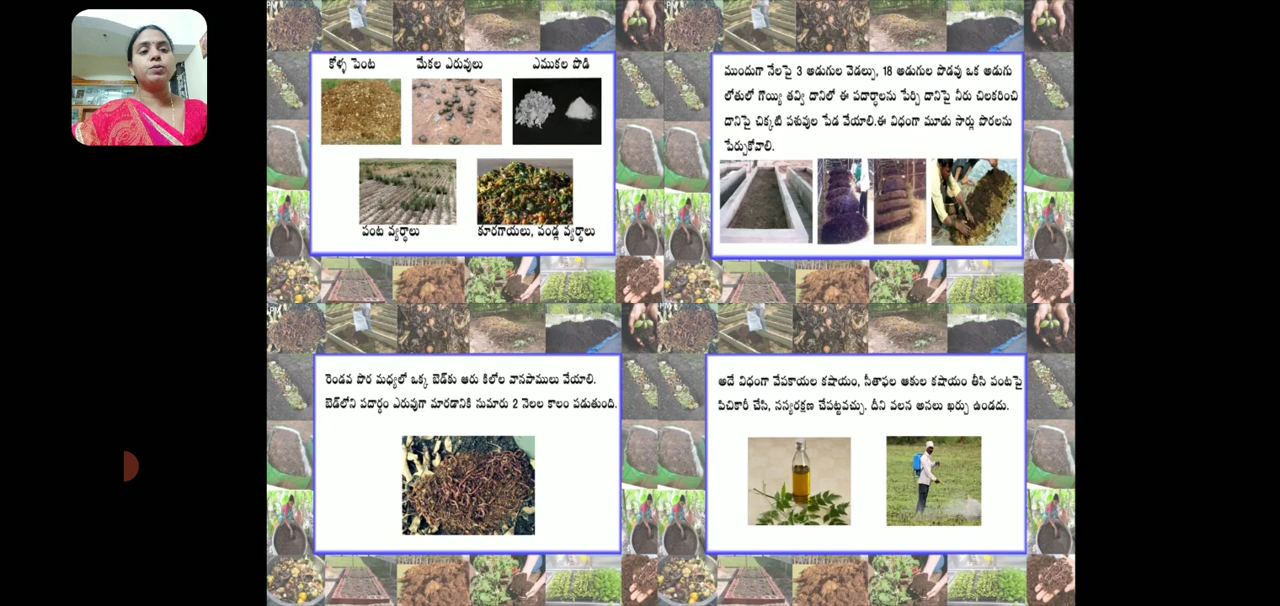 కోళ్ళ పెంట మేకల ఎరువులు ఎముకల పొడి
పంట వ్యర్థాలు కూరగాయలు, పండ్ల వ్యర్థాలు
ముందుగా నేలపై 3 అడుగుల వెడల్పు, 18 అడుగుల పొడవు ఒక అడుగు
లోతులో గొయ్యి తవ్వి దానిలో ఈ పదార్థాలను పేర్చి దానిపై నీరు చిలకరించి
దానిపై చిక్కటి పశువుల పేడ వేయాలి.ఈ విధంగా మూడు సార్లు పొరలను
పేర్చుకోవాలి.
రెండవ పొర మధ్యలో ఒక్క బెడ్‌కు ఆరు కిలోల వానపాములు వేయాలి.
బెడ్‌లోని పదార్థం ఎరువుగా మారడానికి సుమారు 2 నెలల కాలం పడుతుంది.
అదే విధంగా వేపకాయల కషాయం, సీతాఫల ఆకుల కషాయం తీసి పంటపై
పిచికారీ చేసి, సస్యరక్షణ చేపట్టవచ్చు. దీని వలన అసలు ఖర్చు ఉండదు.